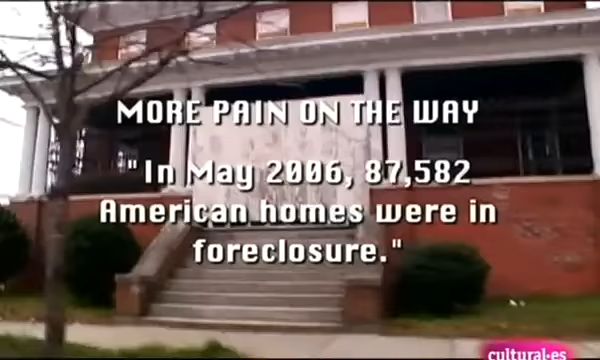 MORE PAIN ON THE WAY
"In May 2006, 87,582
American homes were in
foreclosure."
cultural·es